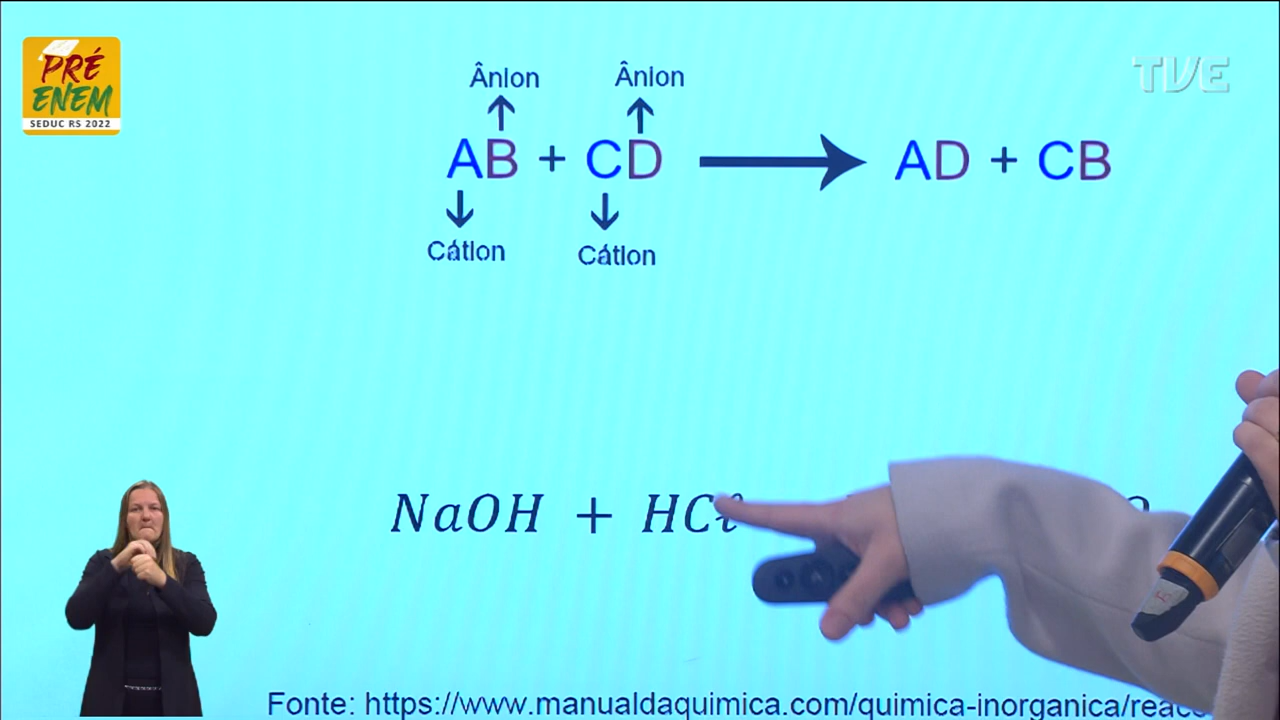 PRÉ
ENEM
SEDUC RS 2022
TVE
Ânion Ânion
AB + CD → AD + CB
Cátion Cátion
NaOH + HCℓ
Fonte: https://www.manualdaquimica.com/quimica-inorganica/reaco